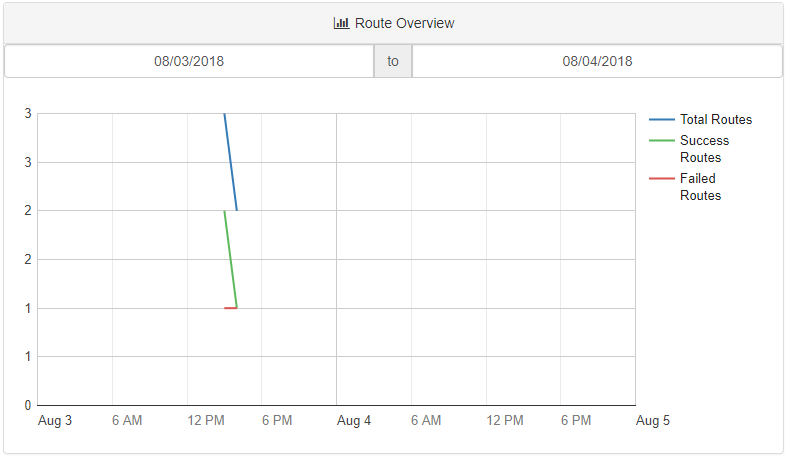 Route Overview
08/03/2018 to 08/04/2018
3
3
2
2
1
1
0
Aug 3 6 AM 12 PM 6 PM Aug 4 6 AM 12 PM 6 PM Aug 5
Total Routes
Success
Routes
Failed
Routes